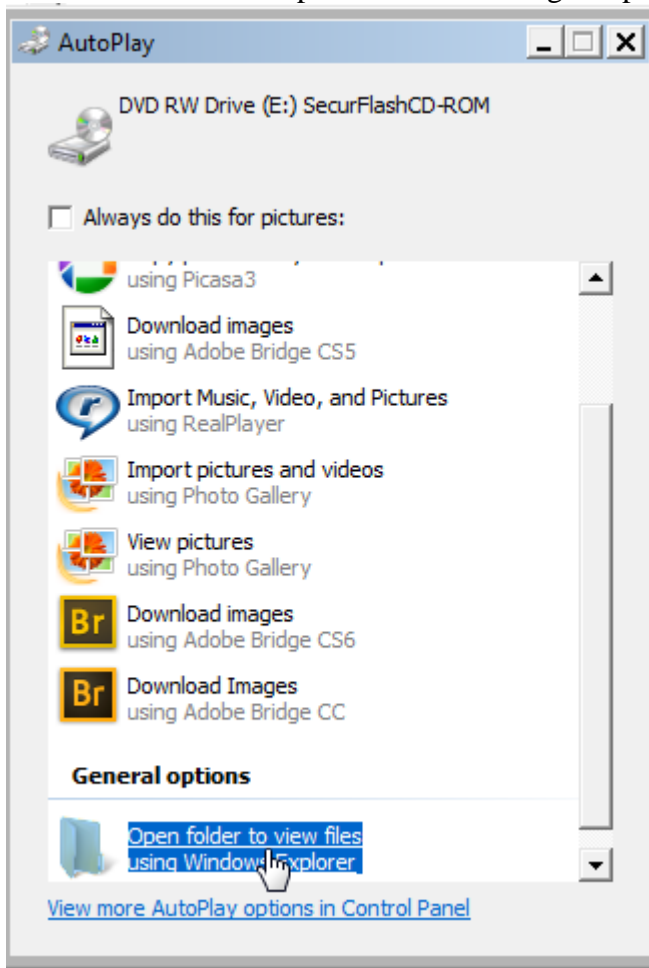 AutoPlay
DVD RW Drive (E:) SecurFlashCD-ROM
Always do this for pictures:
using Picasa3
Download images
using Adobe Bridge CS5
Import Music, Video, and Pictures
using RealPlayer
Import pictures and videos
using Photo Gallery
View pictures
using Photo Gallery
Br
Download images
using Adobe Bridge CS6
Br
Download Images
using Adobe Bridge CC
General options
Open folder to view files
using Windows Explorer
View more AutoPlay options in Control Panel